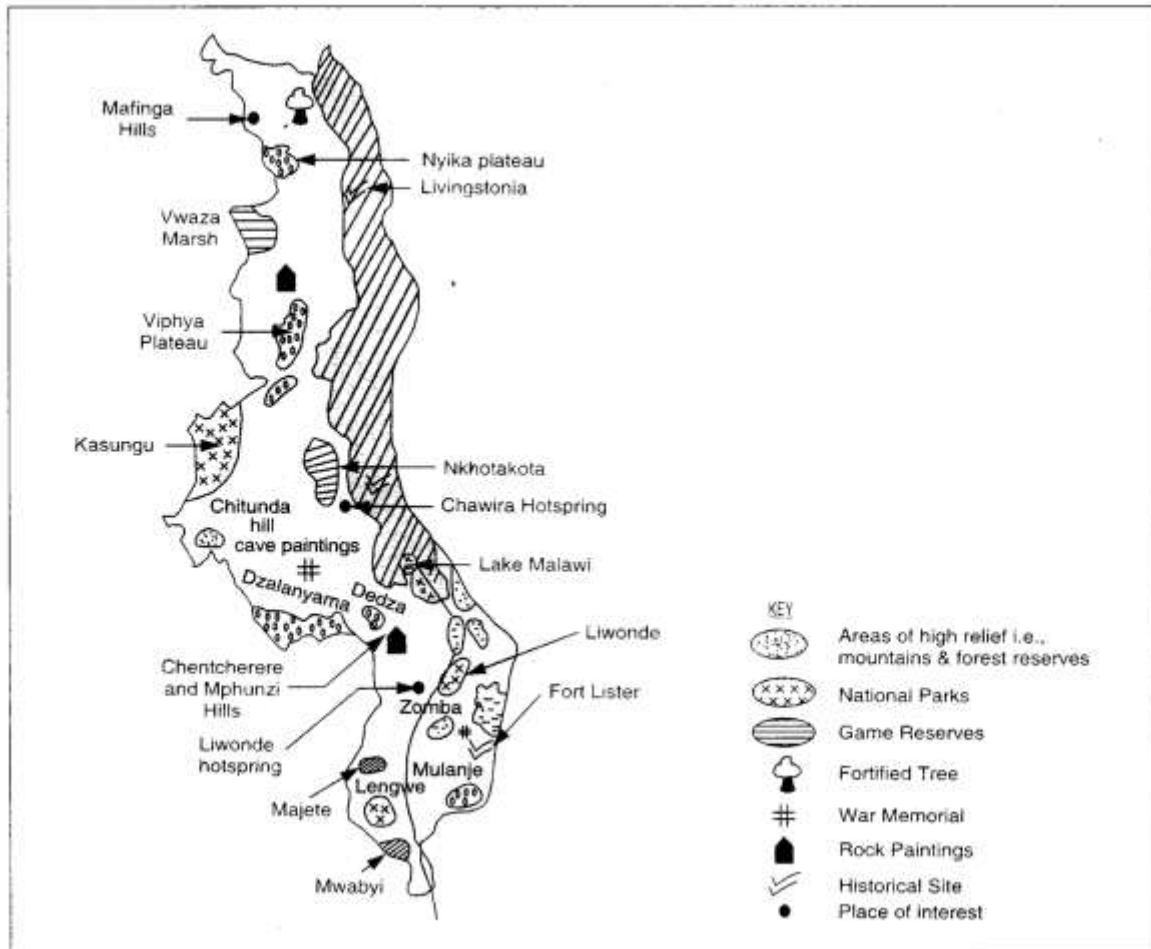 Mafinga
Hills
Nyika plateau
Livingstonia
Vwaza
Marsh
Viphya
Plateau
Kasungu
Nkhotakota
Chitunda
hill
cave paintings
Chawira Hotspring
Lake Malawi
Dzalanyama
Dedza
Liwonde
Chentcherere
and Mphunzi
Hills
Fort Lister
Zomba
Liwonde
hotspring
Mulanje
Lengwe
Majete
Mwabyi
KEY
Areas of high relief i.e.,
mountains & forest reserves
National Parks
Game Reserves
Fortified Tree
War Memorial
Rock Paintings
Historical Site
Place of interest